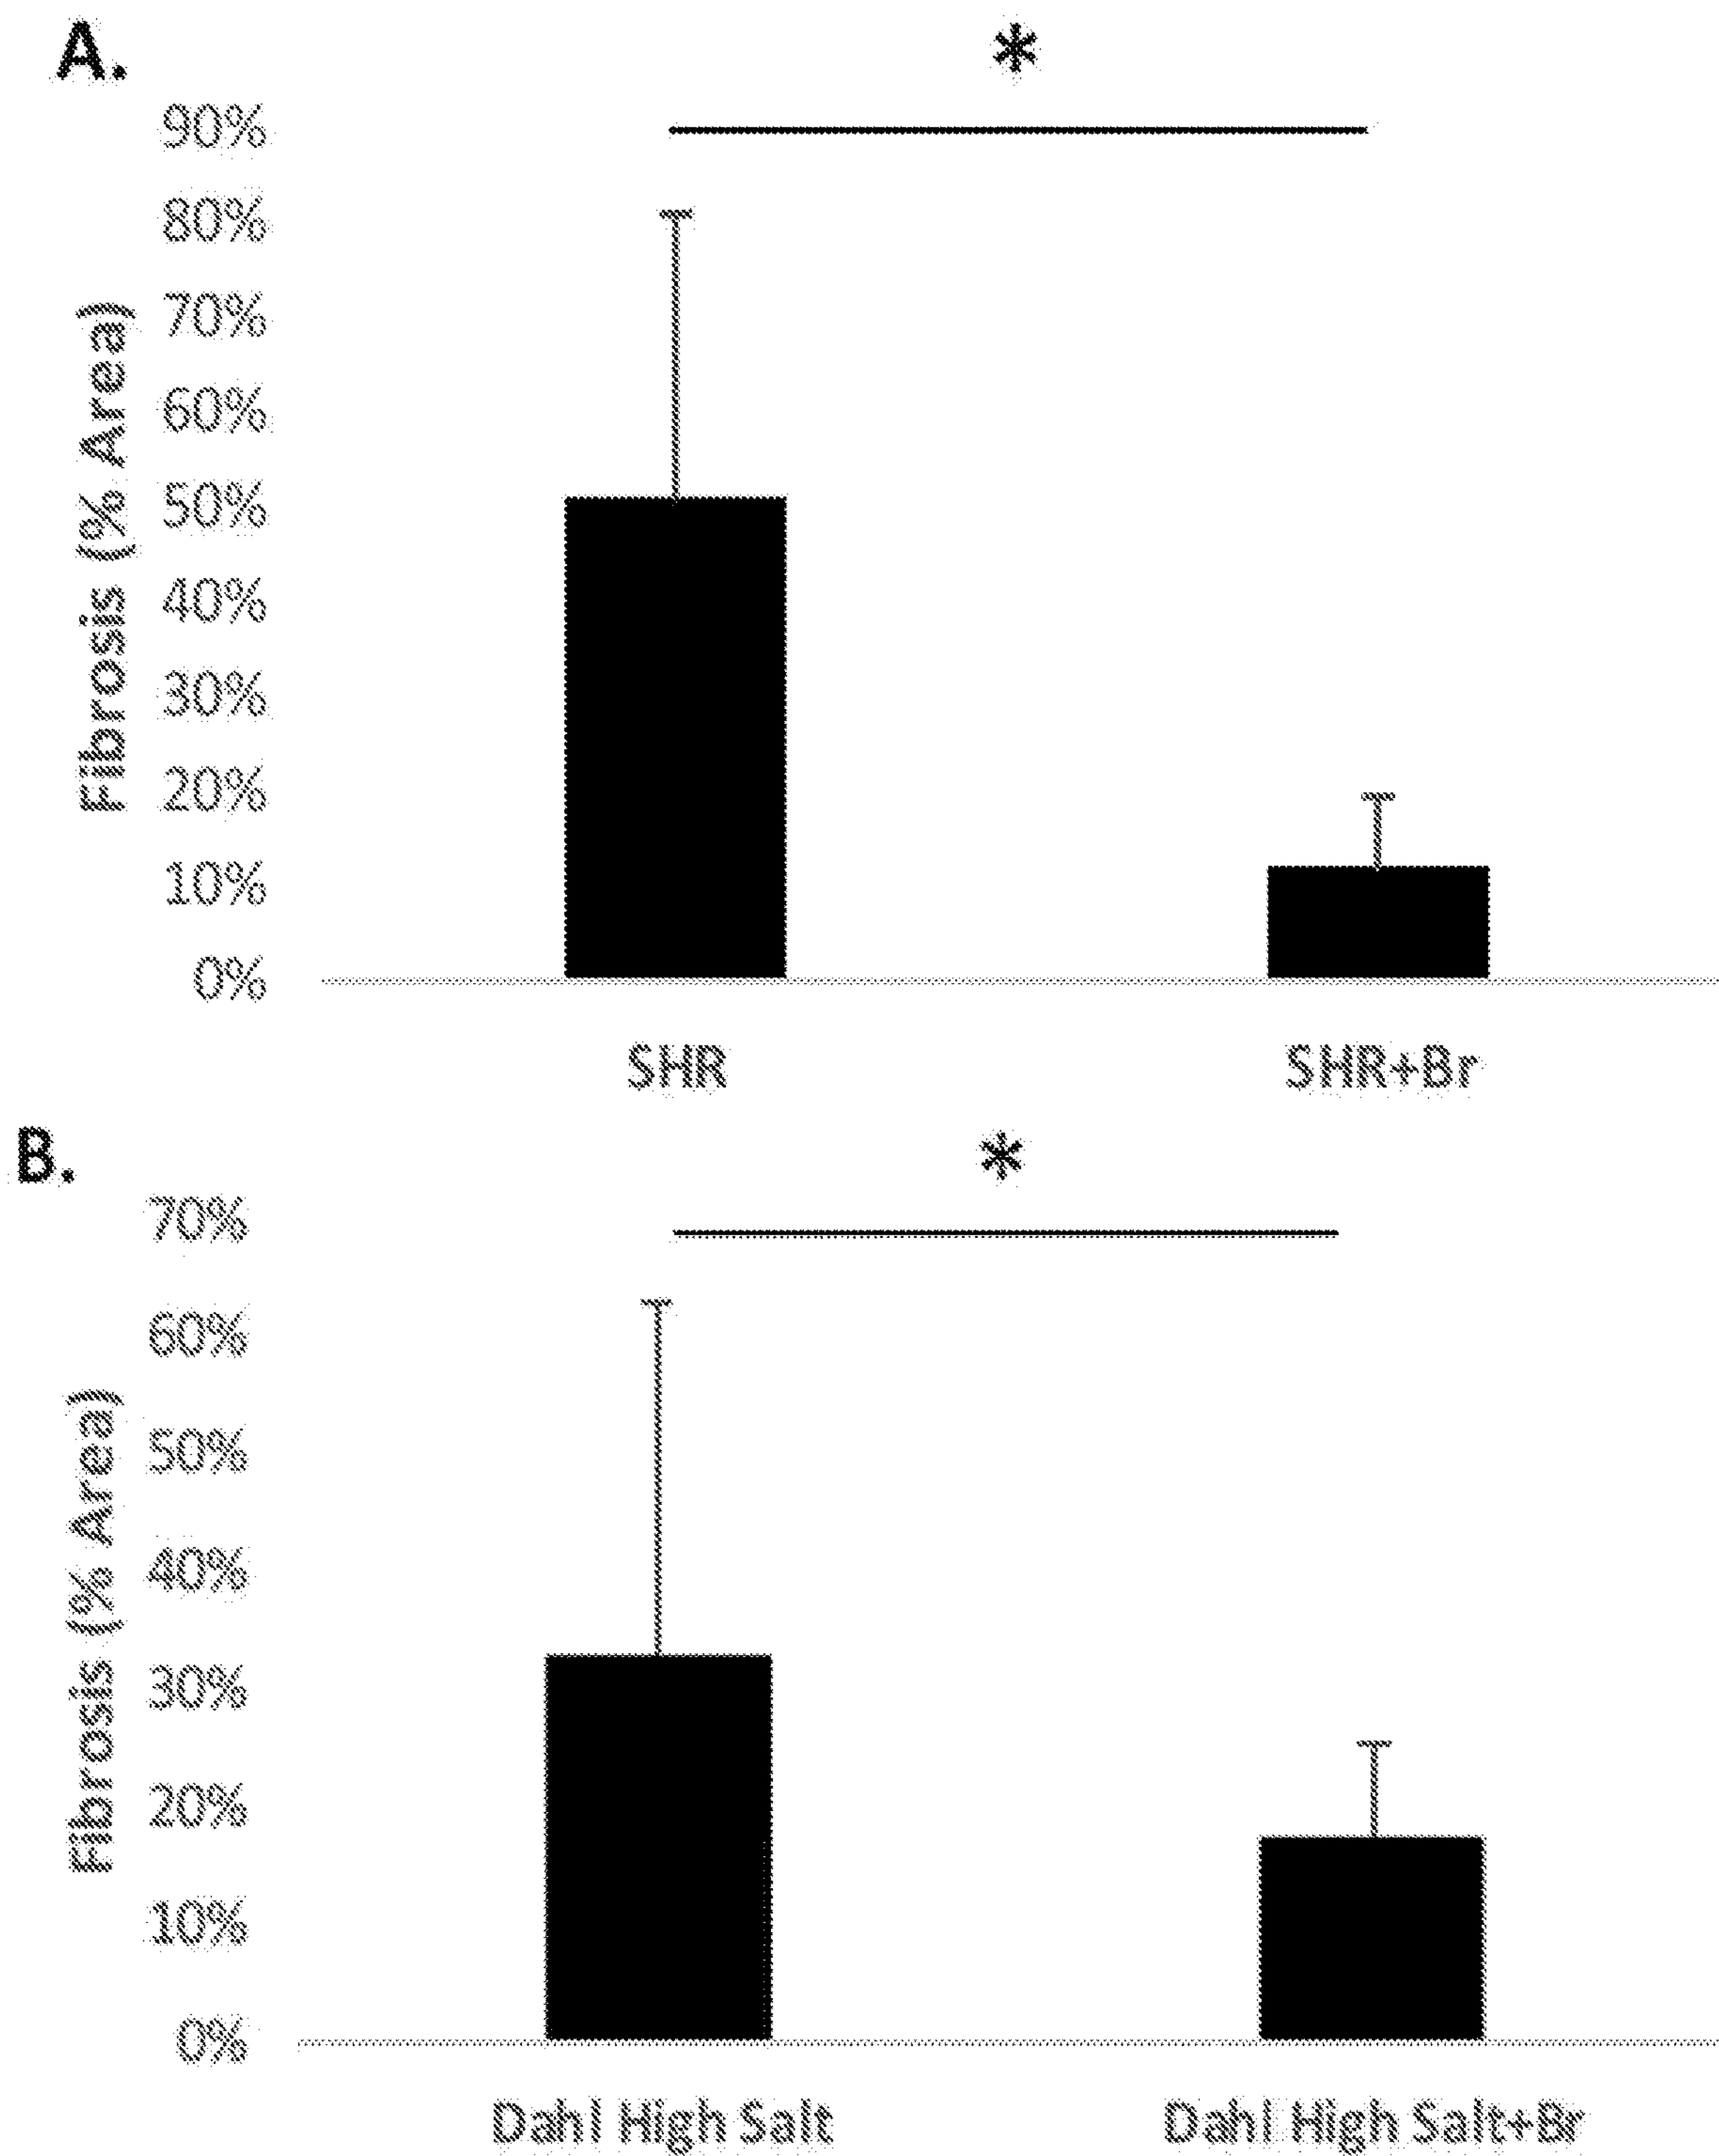 A.
*
90%
80%
70%
60%
50%
40%
30%
20%
10%
0%
Fibrosis (% Area)
SHR
SHR+Br
B.
*
70%
60%
50%
40%
30%
20%
10%
0%
Fibrosis (% Area)
Dahl High Salt
Dahl High Salt+Br